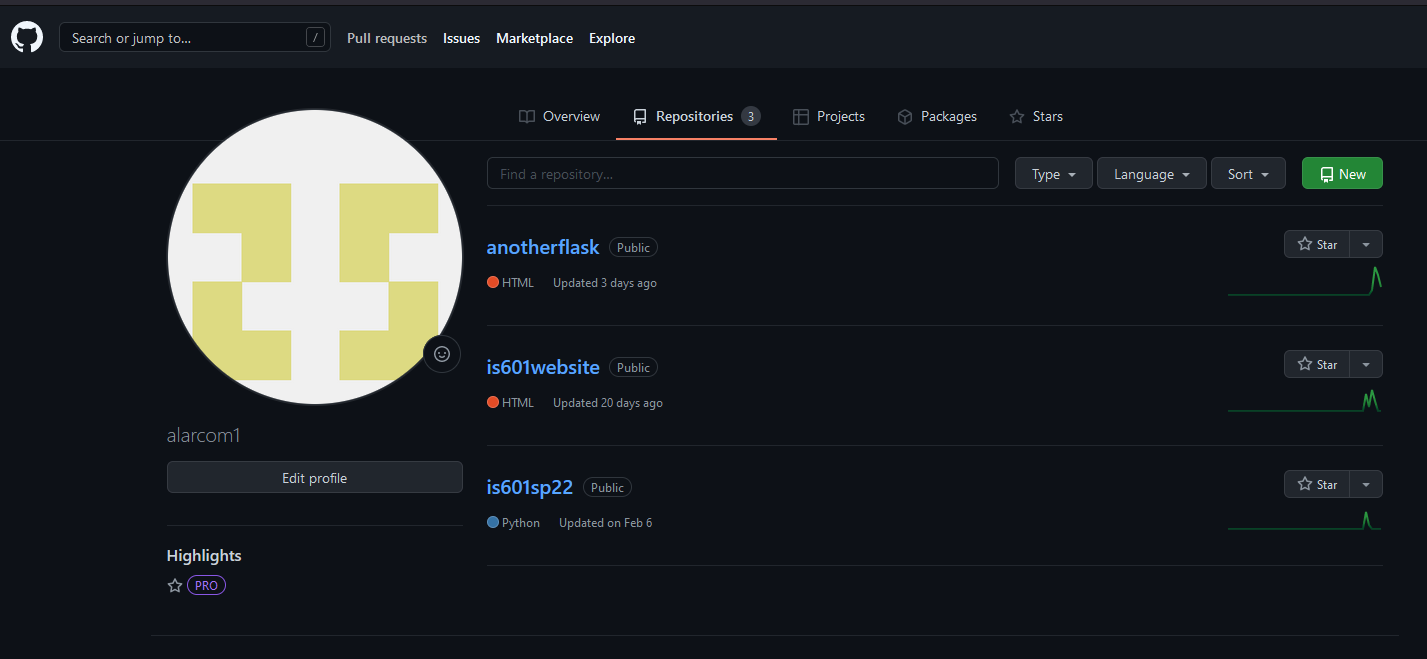 Search or jump to... / Pull requests Issues Marketplace Explore
Overview Repositories 3 Projects Packages Stars
Find a repository... Type Language Sort New
anotherflask Public Star
HTML Updated 3 days ago
is601website Public Star
HTML Updated 20 days ago
alarcom1
Edit profile
is601sp22 Public Star
Python Updated on Feb 6
Highlights
PRO